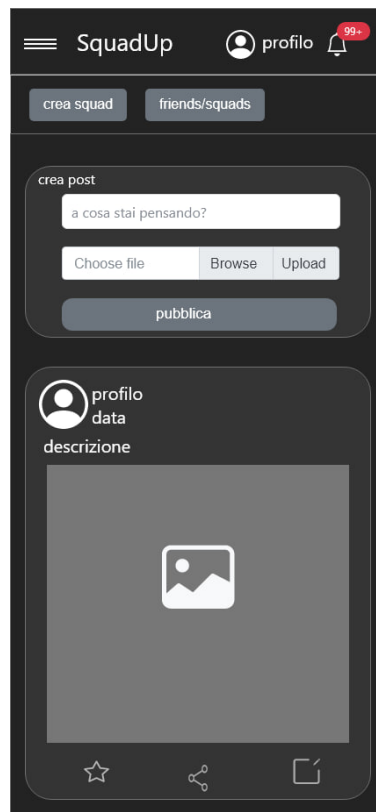 SquadUp profilo 99+
crea squad friends/squads
crea post
a cosa stai pensando?
Choose file Browse Upload
pubblica
profilo
data
descrizione